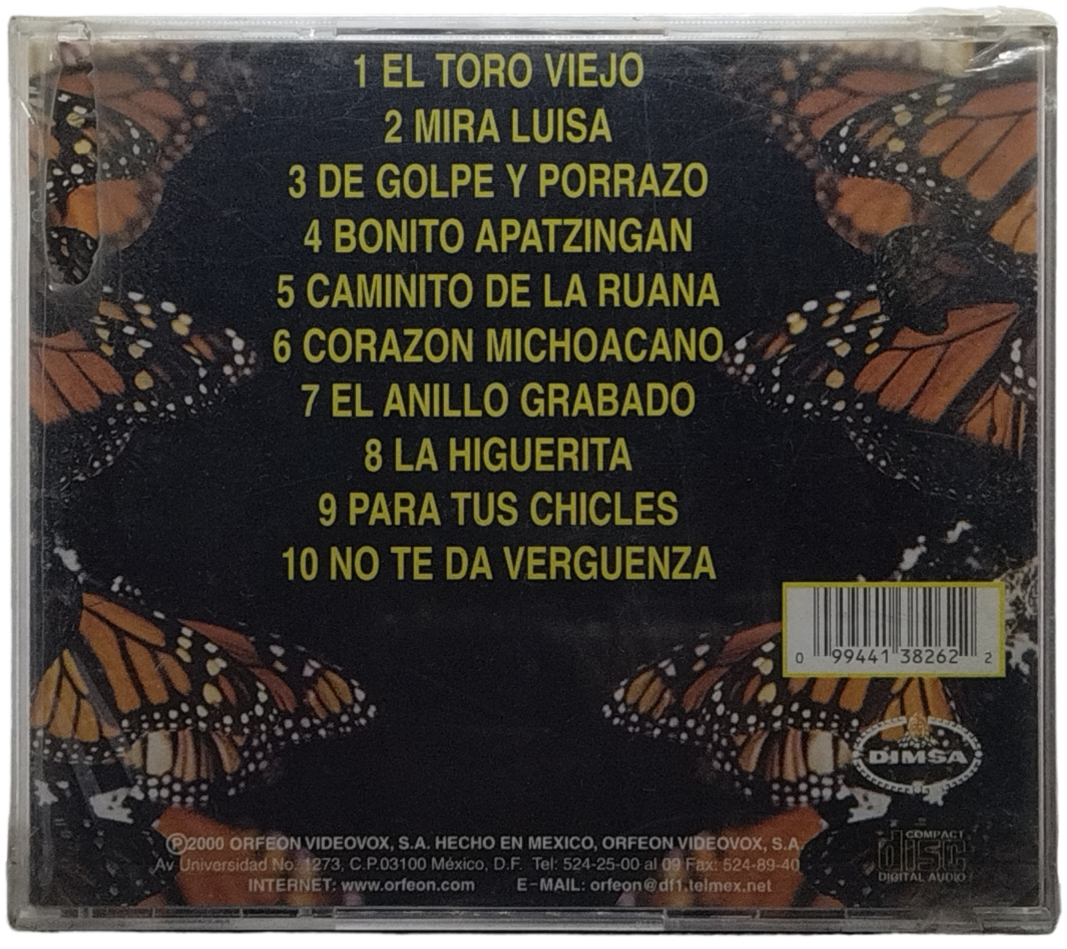 1 EL TORO VIEJO
2 MIRA LUISA
3 DE GOLPE Y PORRAZO
4 BONITO APATZINGAN
5 CAMINITO DE LA RUANA
6 CORAZON MICHOACANO
7 EL ANILLO GRABADO
8 LA HIGUERITA
9 PARA TUS CHICLES
10 NO TE DA VERGUENZA
0 99441 38262 2
DIMSA
Ⓟ2000 ORFEON VIDEOVOX, S.A. HECHO EN MEXICO, ORFEON VIDEOVOX, S.A.
Av Universidad No. 1273, C.P.03100 México, D.F. Tel: 524-25-00 al 09 Fax: 524-89-40
INTERNET: www.orfeon.com E-MAIL: orfeon@df1.telmex.net
COMPACT
disc
DIGITAL AUDIO